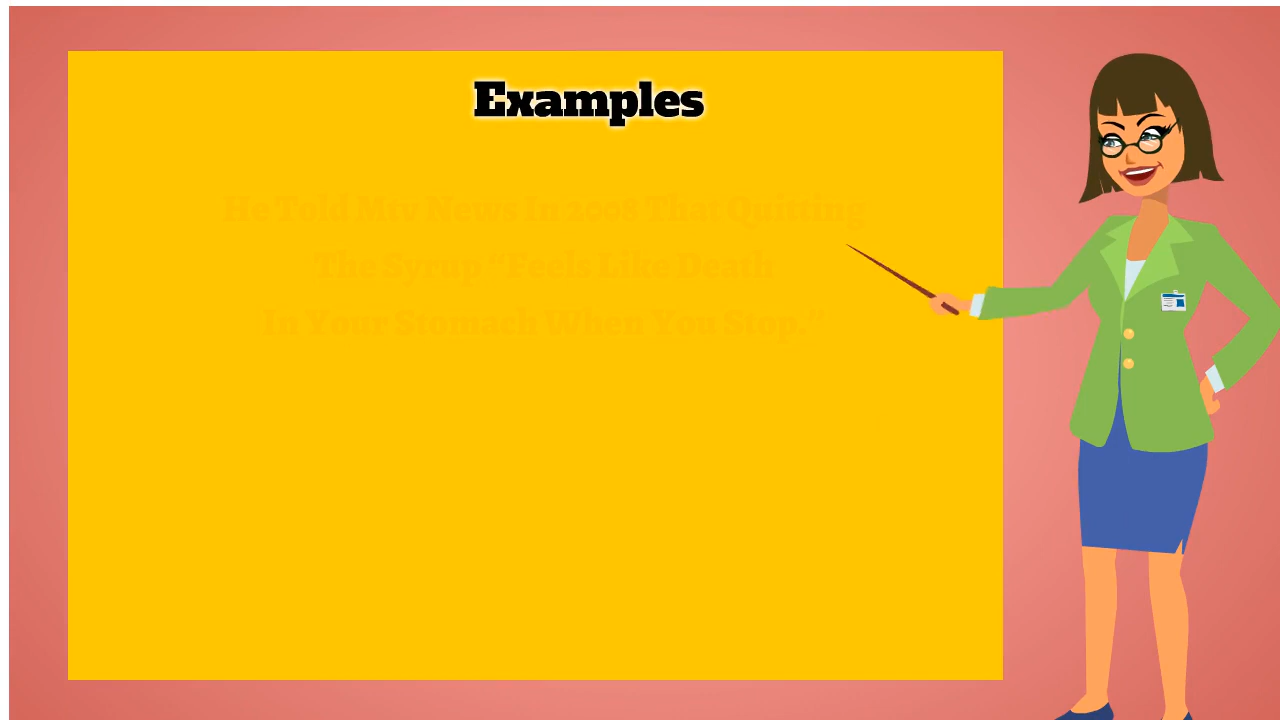 Examples
He Told Mtv News In 2008 That Quitting
The Syrup “Feels Like Death
In Your Stomach When You Stop.”